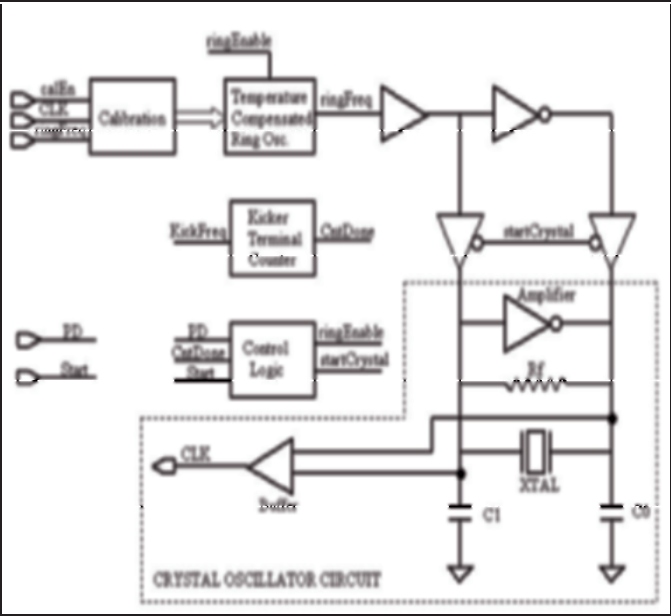 ringEnable
calEn
CLK
Calibration
Temperature
Compensated
Ring Osc.
ringFreq
KickFreq
Kicker
Terminal
Counter
CntDone
startCrystal
Amplifier
PD
Start
PD
CntDone
Start
Control
Logic
ringEnable
startCrystal
Rf
CLK
Buffer
XTAL
C1
C0
CRYSTAL OSCILLATOR CIRCUIT